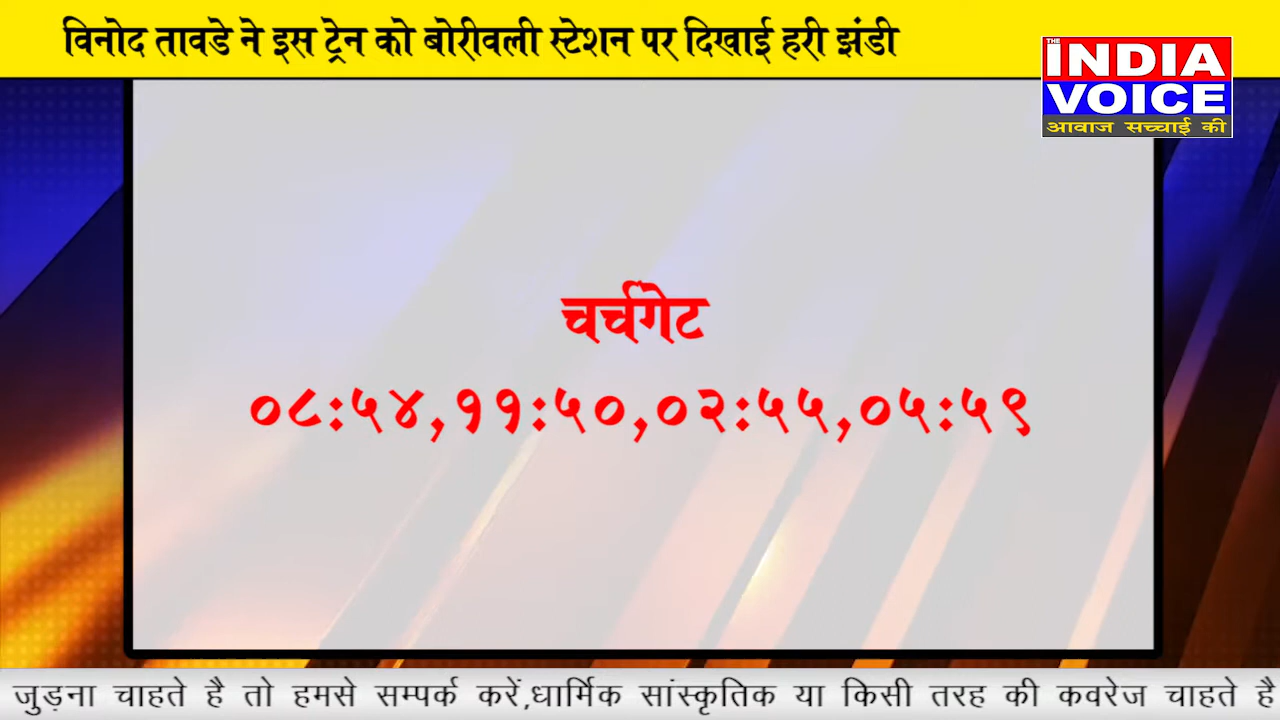 विनोद तावडे ने इस ट्रेन को बोरीवली स्टेशन पर दिखाई हरी झंडी
THE
INDIA
VOICE
आवाज सच्चाई की
चर्चगेट
०८:५४,११:५०,०२:५५,०५:५९
जुड़ना चाहते है तो हमसे सम्पर्क करें,धार्मिक सांस्कृतिक या किसी तरह की कवरेज चाहते है